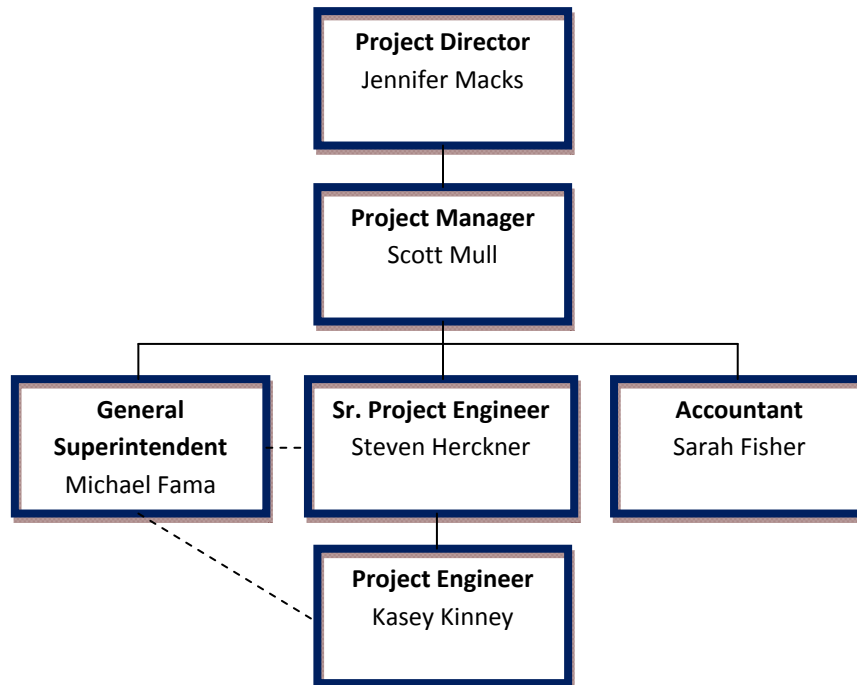 Project Director
Jennifer Macks
Project Manager
Scott Mull
General
Superintendent
Michael Fama
Sr. Project Engineer
Steven Herckner
Accountant
Sarah Fisher
Project Engineer
Kasey Kinney